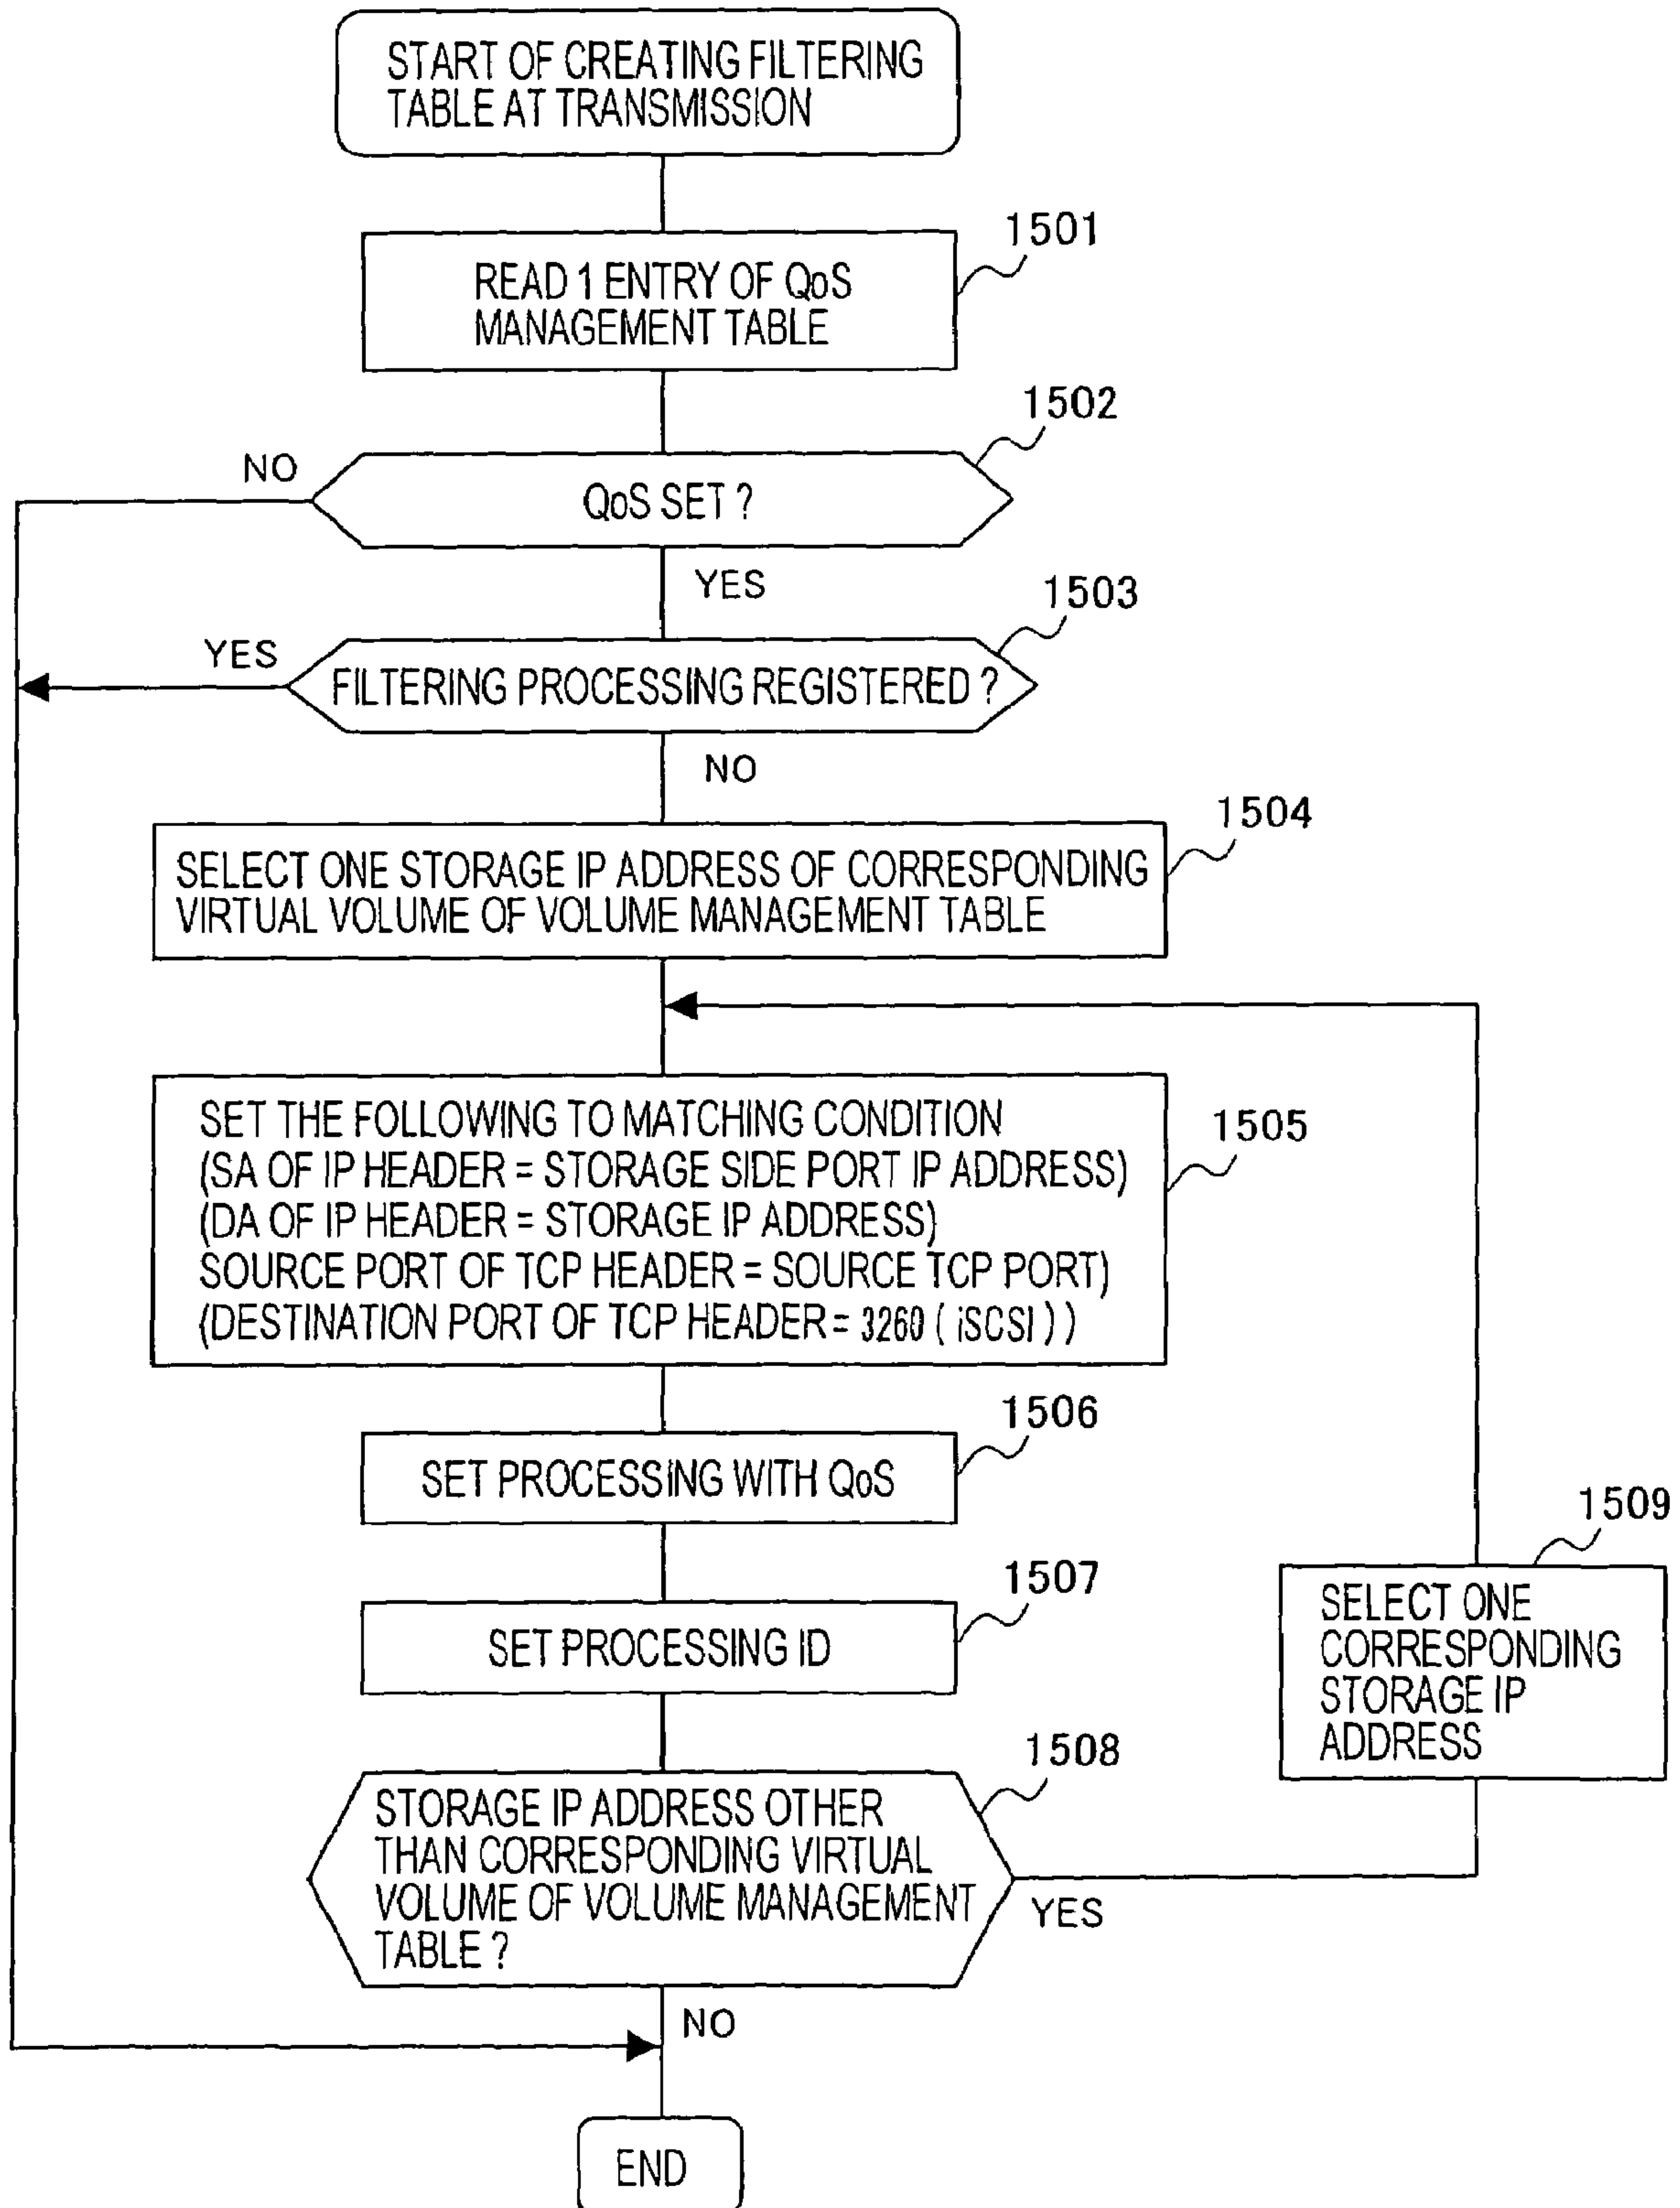 START OF CREATING FILTERING
TABLE AT TRANSMISSION
1501
READ 1 ENTRY OF QoS
MANAGEMENT TABLE
1502
NO
QoS SET ?
YES
1503
YES
FILTERING PROCESSING REGISTERED ?
NO
1504
SELECT ONE STORAGE IP ADDRESS OF CORRESPONDING
VIRTUAL VOLUME OF VOLUME MANAGEMENT TABLE
SET THE FOLLOWING TO MATCHING CONDITION
1505
(SA OF IP HEADER = STORAGE SIDE PORT IP ADDRESS)
(DA OF IP HEADER = STORAGE IP ADDRESS)
SOURCE PORT OF TCP HEADER = SOURCE TCP PORT)
(DESTINATION PORT OF TCP HEADER = 3260 ( iSCSI ) )
1506
SET PROCESSING WITH QoS
1507
SET PROCESSING ID
1509
SELECT ONE
CORRESPONDING
STORAGE IP
ADDRESS
1508
STORAGE IP ADDRESS OTHER
THAN CORRESPONDING VIRTUAL
VOLUME OF VOLUME MANAGEMENT
TABLE ?
YES
NO
END